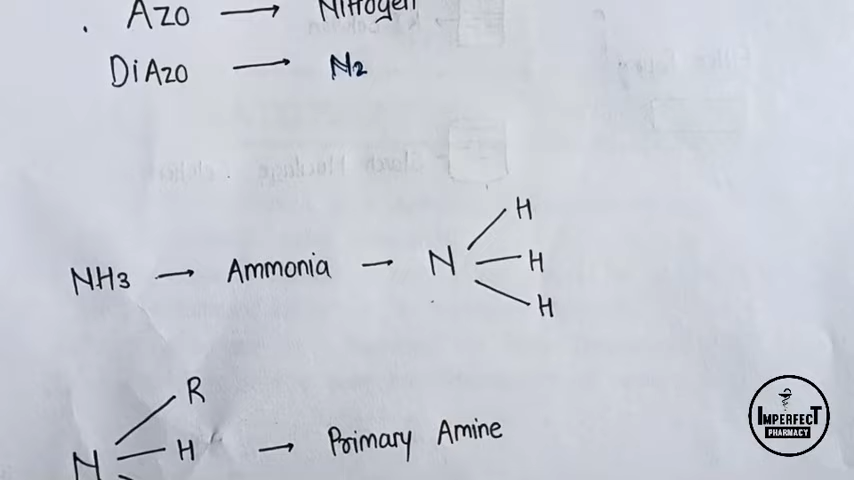 Azo → Nitrogen
DiAzo → N2
NH3 → Ammonia → N H H H
R
N H → Primary Amine
IMPERFECT
PHARMACY